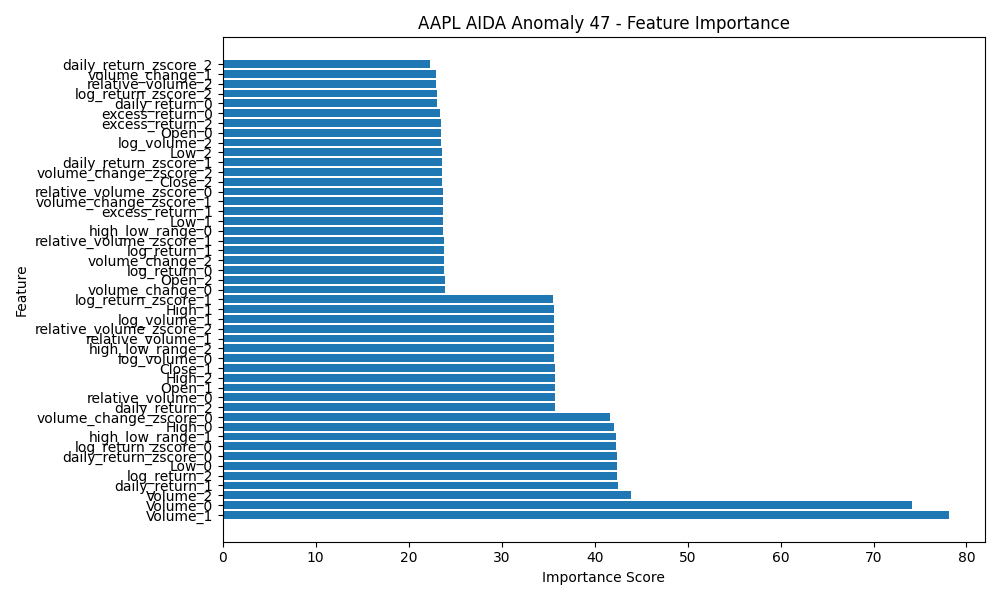 AAPL AIDA Anomaly 47 - Feature Importance
daily_return_zscore_2
volume_change_1
relative_volume_2
log_return_zscore_2
daily_return_0
excess_return_0
excess_return_2
Open_0
log_volume_2
Low_2
daily_return_zscore_1
volume_change_zscore_2
Close_2
relative_volume_zscore_0
volume_change_zscore_1
excess_return_1
Low_1
high_low_range_0
relative_volume_zscore_1
log_return_1
volume_change_2
log_return_0
Open_2
volume_change_0
log_return_zscore_1
High_1
log_volume_1
relative_volume_zscore_2
relative_volume_1
high_low_range_2
log_volume_0
Close_1
High_2
Open_1
relative_volume_0
daily_return_2
volume_change_zscore_0
High_0
high_low_range_1
log_return_zscore_0
daily_return_zscore_0
Low_0
log_return_2
daily_return_1
Volume_2
Volume_0
Volume_1
Feature
0 10 20 30 40 50 60 70 80
Importance Score